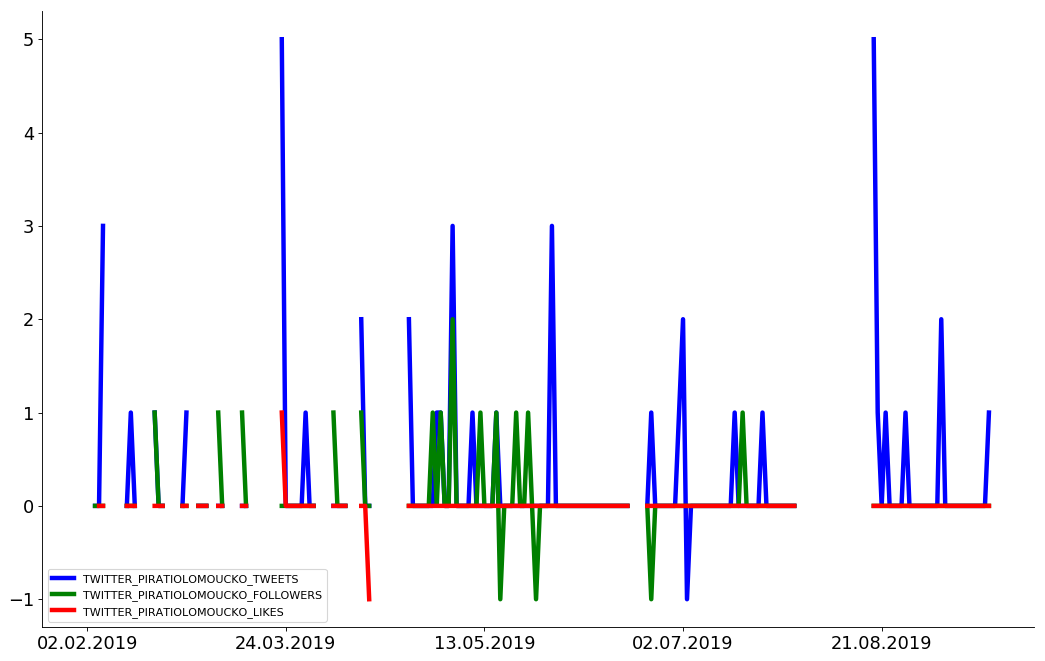 5
4
3
2
1
0
−1
TWITTER_PIRATIOLOMOUCKO_TWEETS
TWITTER_PIRATIOLOMOUCKO_FOLLOWERS
TWITTER_PIRATIOLOMOUCKO_LIKES
02.02.2019 24.03.2019 13.05.2019 02.07.2019 21.08.2019